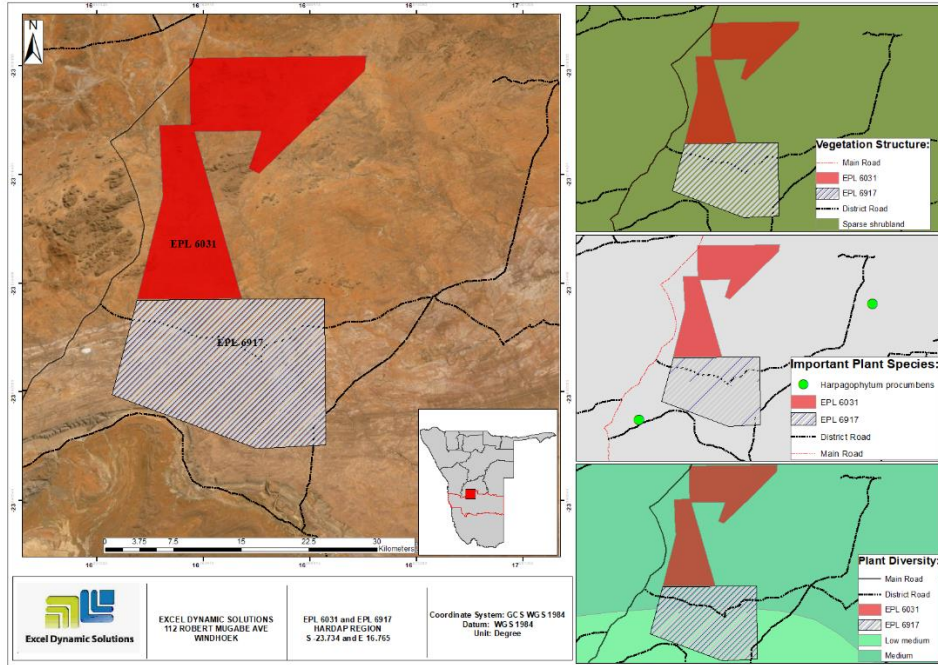 N
EPL 6031
EPL 6917
0 3.75 7.5 15 22.5 30
Kilometers
Vegetation Structure:
Main Road
EPL 6031
EPL 6917
District Road
Sparse shrubland
Important Plant Species:
Harpagophytum procumbens
EPL 6031
EPL 6917
District Road
Main Road
Plant Diversity:
Main Road
District Road
EPL 6031
EPL 6917
Low medium
Medium
Excel Dynamic Solutions
EXCEL DYNAMIC SOLUTIONS
112 ROBERT MUGABE AVE
WINDHOEK
EPL 6031 and EPL 6917
HARDAP REGION
S -23.734 and E 16.765
Coordinate System: GCS WGS 1984
Datum: WGS 1984
Unit: Degree